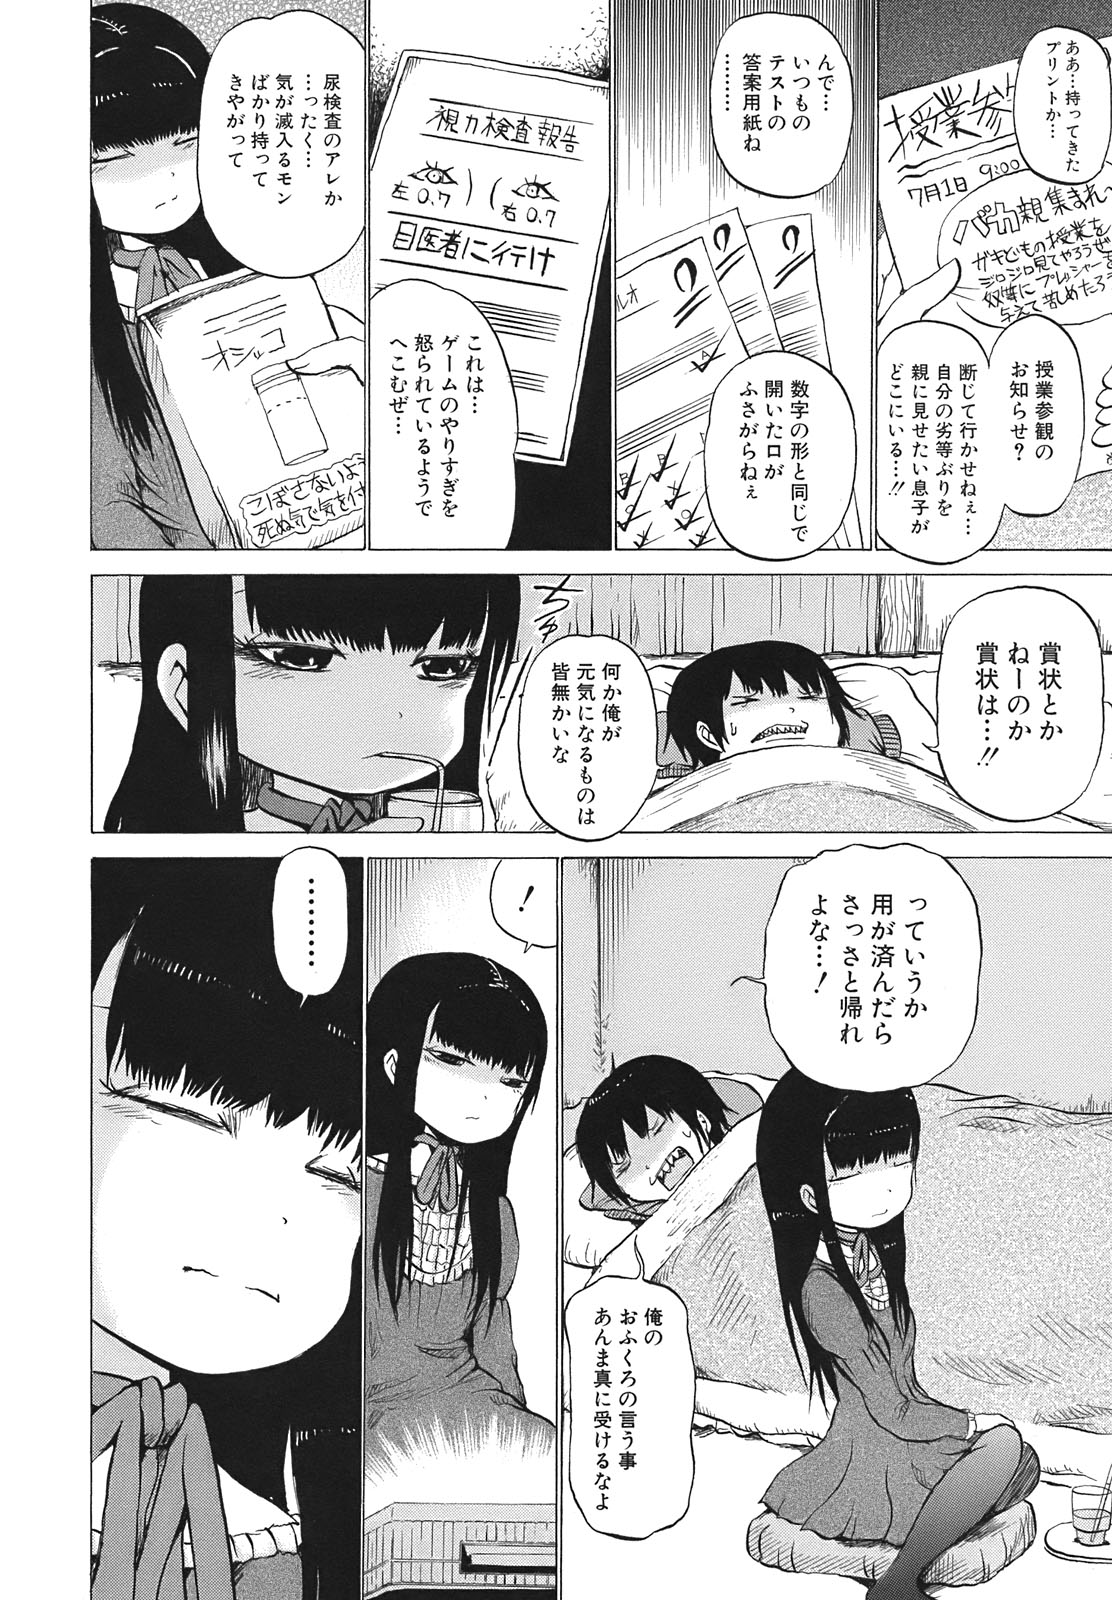 ああ…持ってきた
プリントか…
授業参
7月1日 9:00
バカ親集まれ〜
ガキどもの授業を
ジロジロ見てやろうぜ
奴等にプレッシャーを
与えて苦しめたろ
授業参観の
お知らせ?
断じて行かせねぇ…
自分の劣等ぶりを
親に見せたい息子が
どこにいる…!!
んで…
いつもの
テストの
答案用紙ね
………
ルオ
0
0
0
数字の形と同じで
開いた口が
ふさがらねぇ
視力検査報告
左0.7
右0.7
目医者に行け
これは…
ゲームのやりすぎを
怒られているようで
へこむぜ…
尿検査のアレか
…ったく…
気が滅入るモン
ばかり持って
きやがって
オシッコ
こぼさないよう
死ぬ気で気を付
賞状とか
ねーのか
賞状は…!!
何か俺が
元気になるものは
皆無かいな
ちゅ
っていうか
用が済んだら
さっさと帰れ
よな…!
俺の
おふくろの言う事
あんま真に受けるなよ
!
………